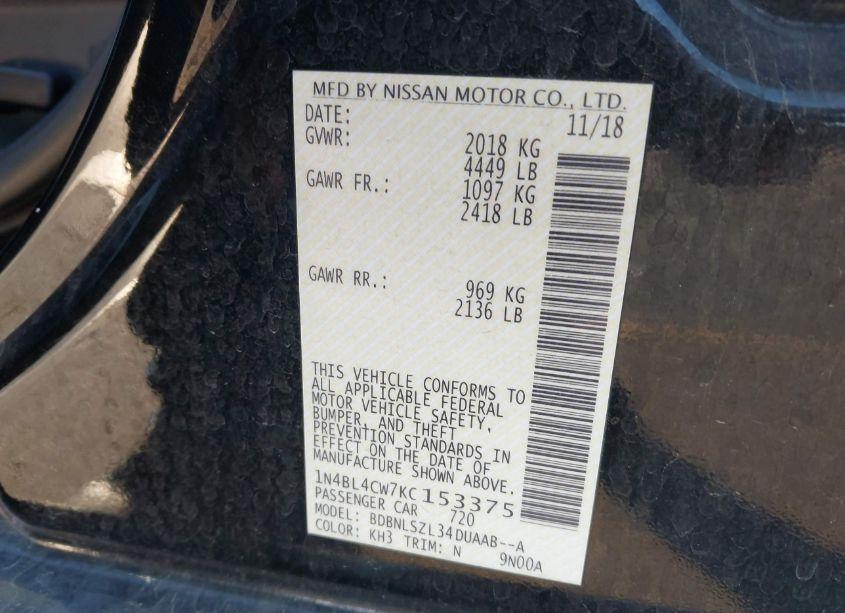 MFD BY NISSAN MOTOR CO., LTD.
DATE: 11/18
GVWR: 2018 KG
4449 LB
GAWR FR.: 1097 KG
2418 LB
GAWR RR.: 969 KG
2136 LB
THIS VEHICLE CONFORMS TO
ALL APPLICABLE FEDERAL
MOTOR VEHICLE SAFETY,
BUMPER, AND THEFT
PREVENTION STANDARDS IN
EFFECT ON THE DATE OF
MANUFACTURE SHOWN ABOVE.
1N4BL4CW7KC153375
PASSENGER CAR 720
MODEL: BDBNLSZL34DUAAB--A
COLOR: KH3 TRIM: N 9N00A